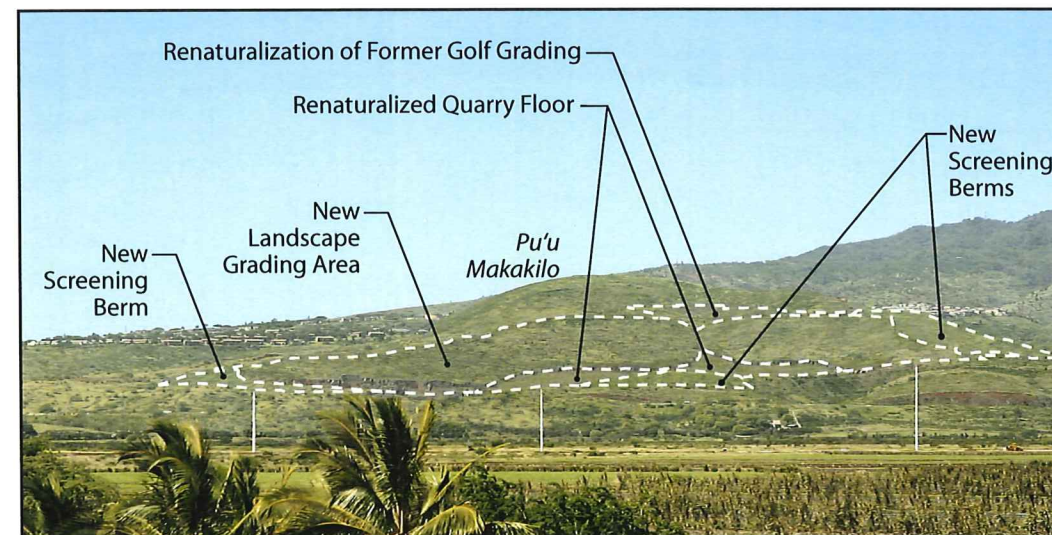 Renaturalization of Former Golf Grading
Renaturalized Quarry Floor
New
Screening
Berms
New
Landscape
Grading Area
Pu'u
Makakilo
New
Screening
Berm